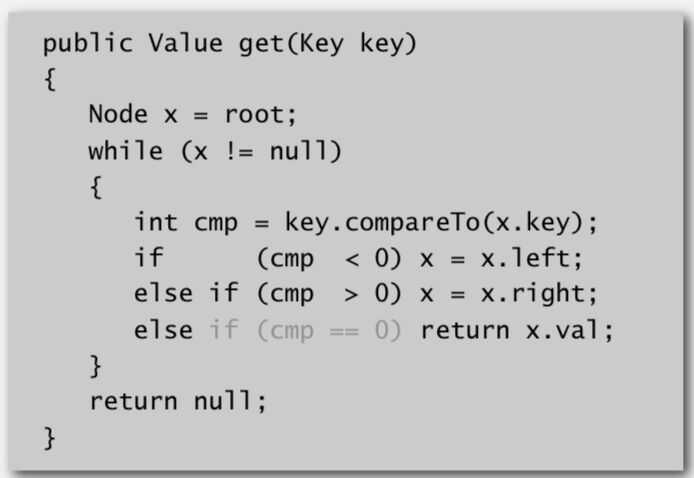 public Value get(Key key)
{
   Node x = root;
   while (x != null)
   {
      int cmp = key.compareTo(x.key);
      if      (cmp  < 0) x = x.left;
      else if (cmp  > 0) x = x.right;
      else if (cmp == 0) return x.val;
   }
   return null;
}